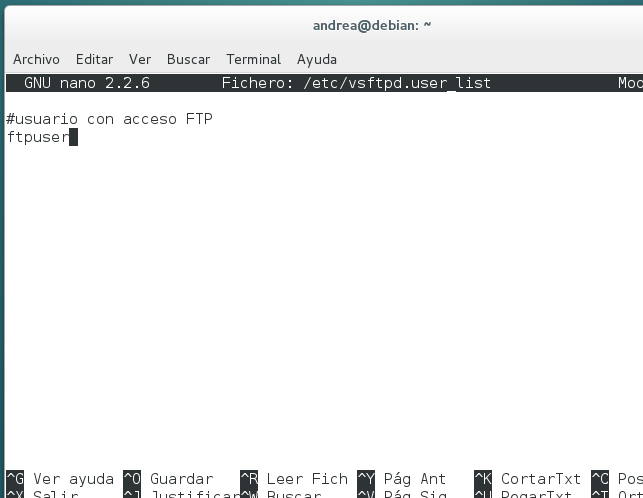 andrea@debian: ~
Archivo Editar Ver Buscar Terminal Ayuda
GNU nano 2.2.6 Fichero: /etc/vsftpd.user_list Mod
#usuario con acceso FTP
ftpuser
^G Ver ayuda ^O Guardar ^R Leer Fich ^Y Pág Ant ^K CortarTxt ^C Pos
^X Salir ^J Justificar ^W Buscar ^V Pág Sig ^U PegarTxt ^T Ort